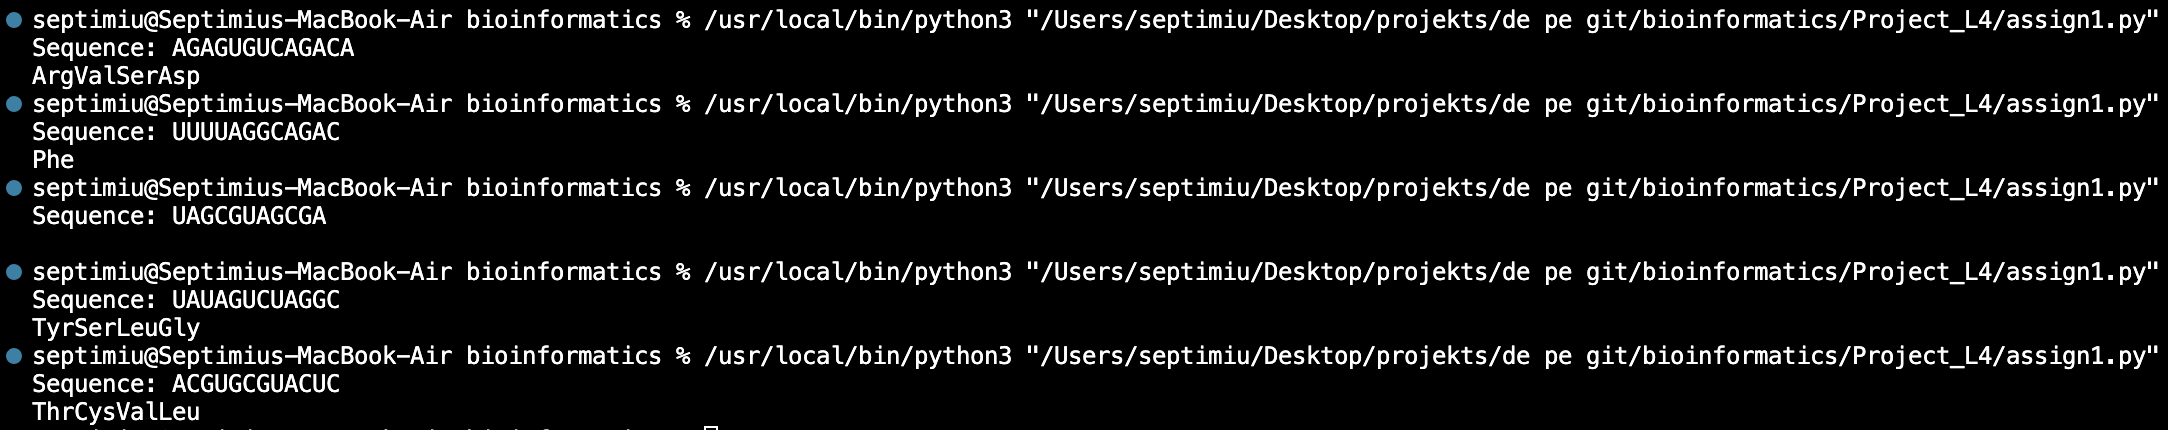 septimiu@Septimius-MacBook-Air bioinformatics % /usr/local/bin/python3 "/Users/septimiu/Desktop/projekts/de pe git/bioinformatics/Project_L4/assign1.py"
Sequence: AGAGUGUCAGACA
ArgValSerAsp
septimiu@Septimius-MacBook-Air bioinformatics % /usr/local/bin/python3 "/Users/septimiu/Desktop/projekts/de pe git/bioinformatics/Project_L4/assign1.py"
Sequence: UUUUAGGCAGAC
Phe
septimiu@Septimius-MacBook-Air bioinformatics % /usr/local/bin/python3 "/Users/septimiu/Desktop/projekts/de pe git/bioinformatics/Project_L4/assign1.py"
Sequence: UAGCGUAGCGA
septimiu@Septimius-MacBook-Air bioinformatics % /usr/local/bin/python3 "/Users/septimiu/Desktop/projekts/de pe git/bioinformatics/Project_L4/assign1.py"
Sequence: UAUAGUCUAGGC
TyrSerLeuGly
septimiu@Septimius-MacBook-Air bioinformatics % /usr/local/bin/python3 "/Users/septimiu/Desktop/projekts/de pe git/bioinformatics/Project_L4/assign1.py"
Sequence: ACGUGCGUACUC
ThrCysValLeu